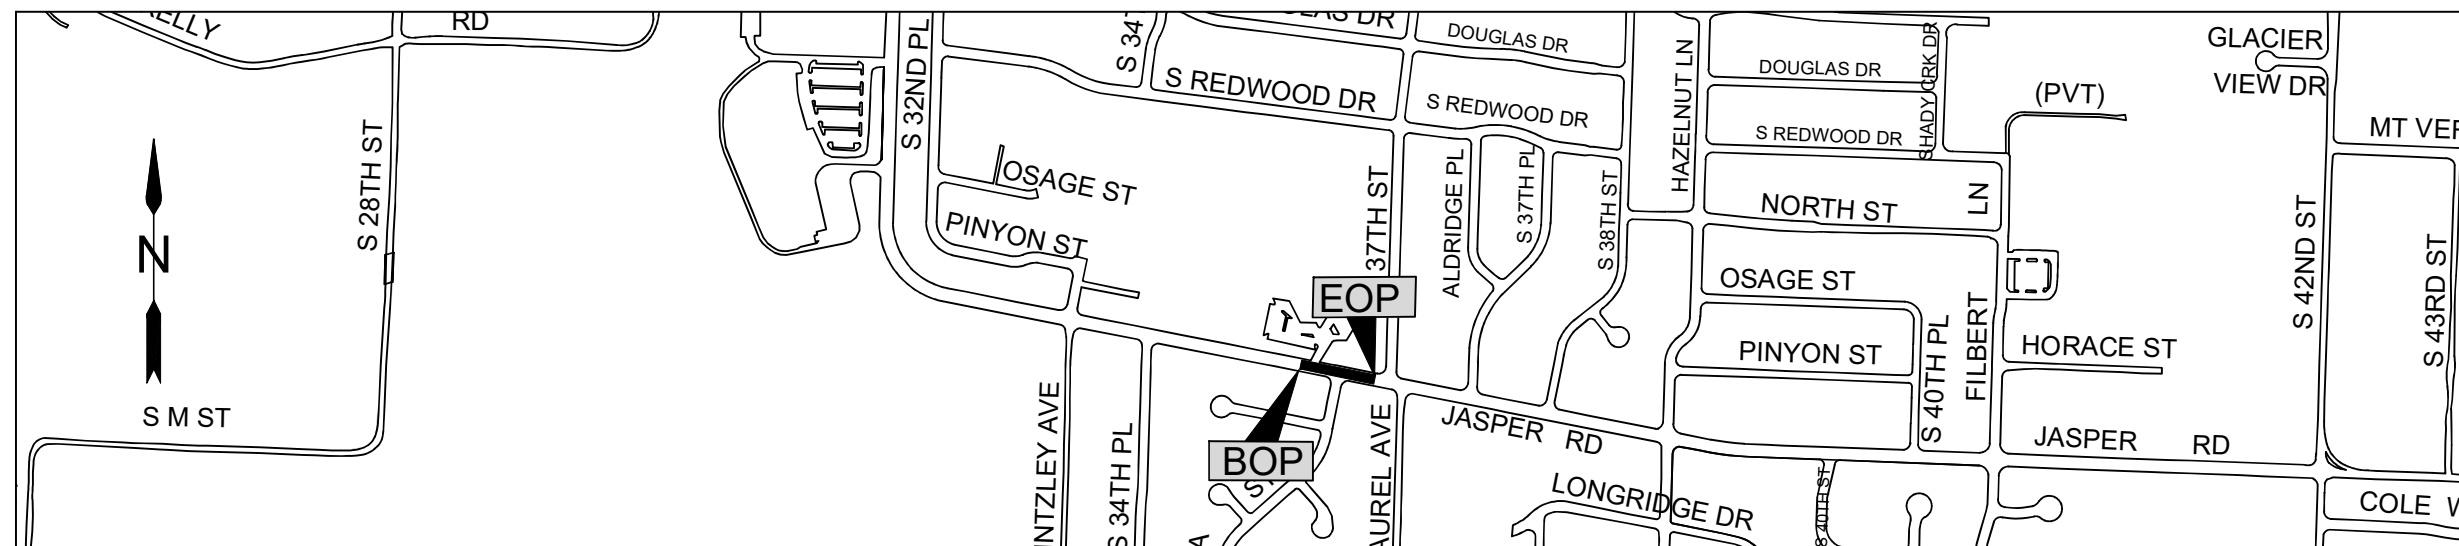 RD
S 28TH ST
N
S M ST
S 32ND PL
OSAGE ST
PINYON ST
S REDWOOD DR
DOUGLAS DR
S REDWOOD DR
37TH ST
ALDRIDGE PL
S 37TH PL
S 38TH ST
HAZELNUT LN
DOUGLAS DR
SHADY CRK DR
S REDWOOD DR
NORTH ST
LN
FILBERT
OSAGE ST
PINYON ST
S 40TH PL
(PVT)
GLACIER
VIEW DR
S 42ND ST
S 43RD ST
HORACE ST
EOP
BOP
S 34TH PL
JASPER RD
JASPER RD
LONGRIDGE DR
COLE